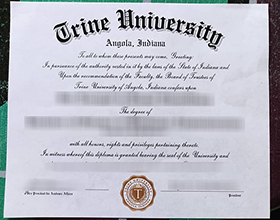 Trine University
Angola, Indiana
To all to whom these presents may come, Greeting:
In pursuance of the authority vested in it by the law of the State of Indiana and
Upon the recommendation of the Faculty, the Board of Trustees of
Trine University of Angola, Indiana confers upon
The degree of
with all honors, rights and privileges pertaining thereto.
In witness whereof this diploma is granted bearing the seal of the University and
Vice President for Academic Affairs
President